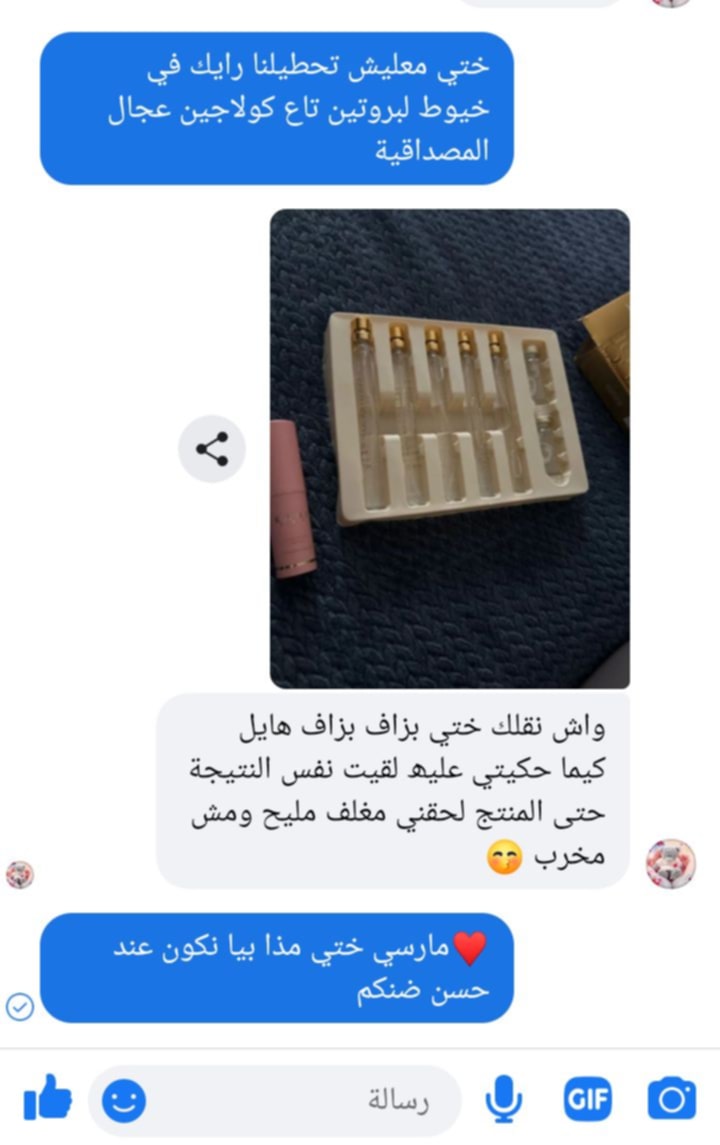 ختي معليش تحطيلنا رايك في
خيوط لبروتين تاع كولاجين عجال
المصداقية
واش نقلك ختي بزاف بزاف هايل
كيما حكيتي عليه لقيت نفس النتيجة
حتى المنتج لحقني مغلف مليح ومش
مخرب 😙
❤️مارسي ختي مذا بيا نكون عند
حسن ضنكم
رسالة
GIF